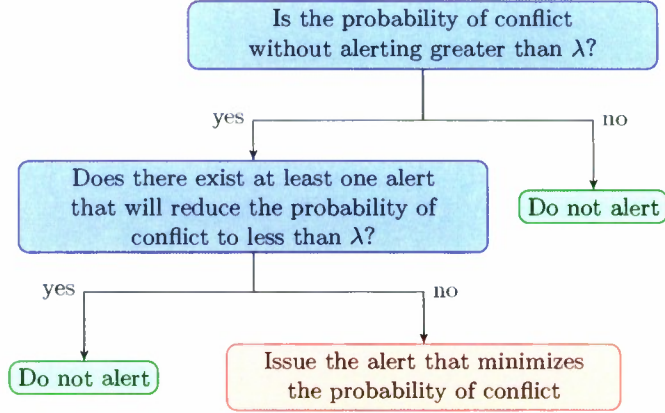 Is the probability of conflict
without alerting greater than λ?
yes
no
Does there exist at least one alert
that will reduce the probability of
conflict to less than λ?
Do not alert
yes
no
Do not alert
Issue the alert that minimizes
the probability of conflict